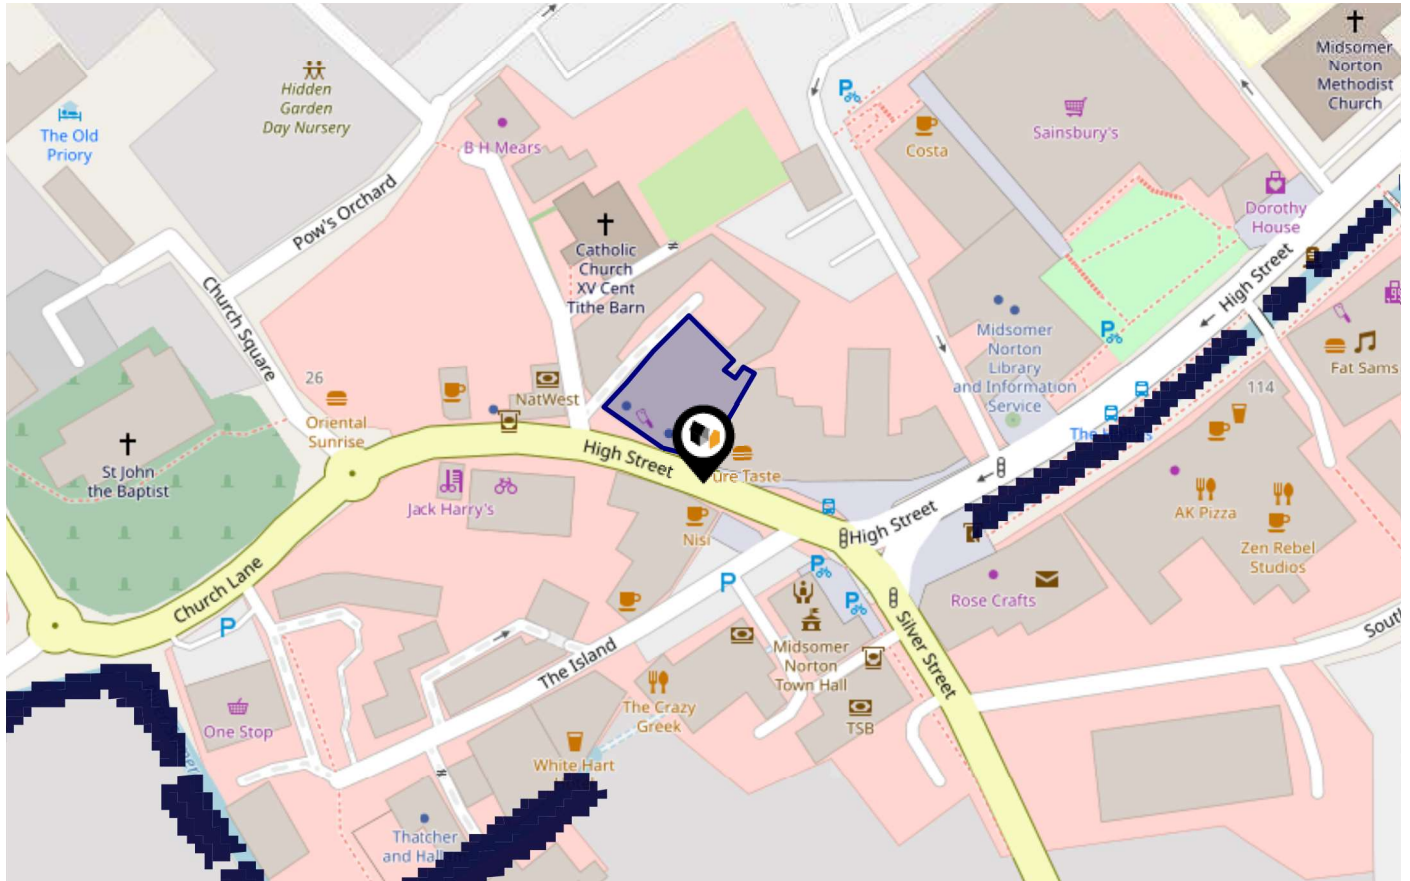 Hidden
Garden
Day Nursery
The Old
Priory
B H Mears
Pow's Orchard
Catholic
Church
XV Cent
Tithe Barn
Costa
Sainsbury's
Midsomer
Norton
Methodist
Church
Dorothy
House
High Street
Church Square
26
Oriental
Sunrise
NatWest
Midsomer
Norton
Library
and Information
Service
Fat Sams
114
St John
the Baptist
High Street
ure Taste
The
Jack Harry's
Nisi
High Street
AK Pizza
Zen Rebel
Studios
Rose Crafts
Church Lane
P
P
The Island
Midsomer
Norton
Town Hall
Silver Street
South
One Stop
The Crazy
Greek
TSB
White Hart
Thatcher
and Hall